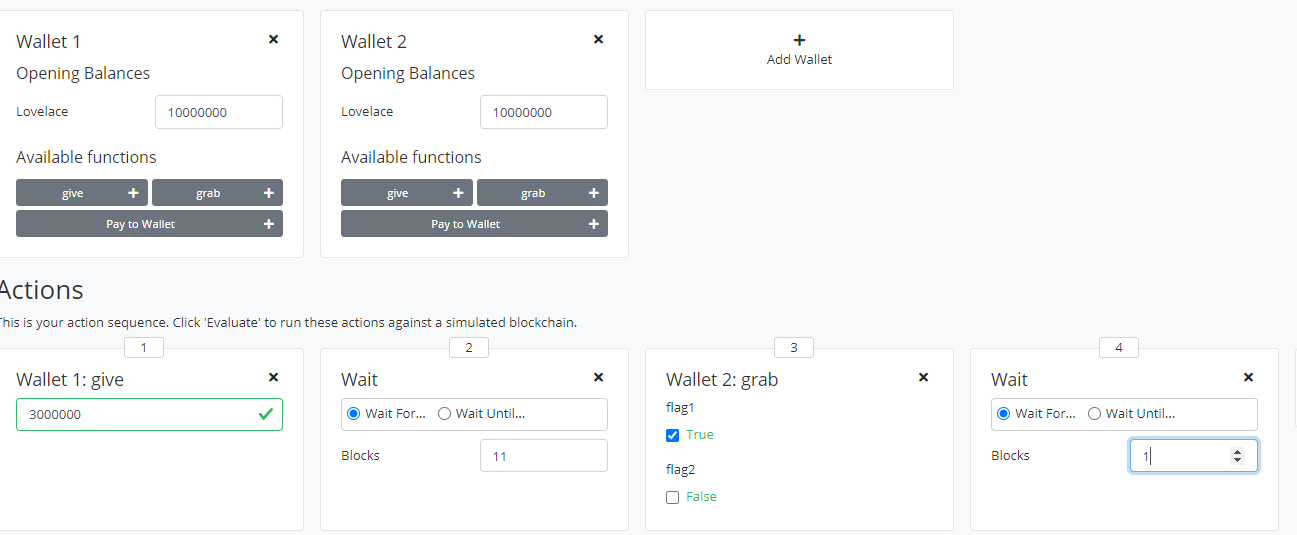 Wallet 1
Opening Balances
Lovelace 10000000
Available functions
give grab
Pay to Wallet
Wallet 2
Opening Balances
Lovelace 10000000
Available functions
give grab
Pay to Wallet
Add Wallet
Actions
This is your action sequence. Click 'Evaluate' to run these actions against a simulated blockchain.
1
Wallet 1: give
3000000
2
Wait
Wait For... Wait Until...
Blocks 11
3
Wallet 2: grab
flag1
True
flag2
False
4
Wait
Wait For... Wait Until...
Blocks 1